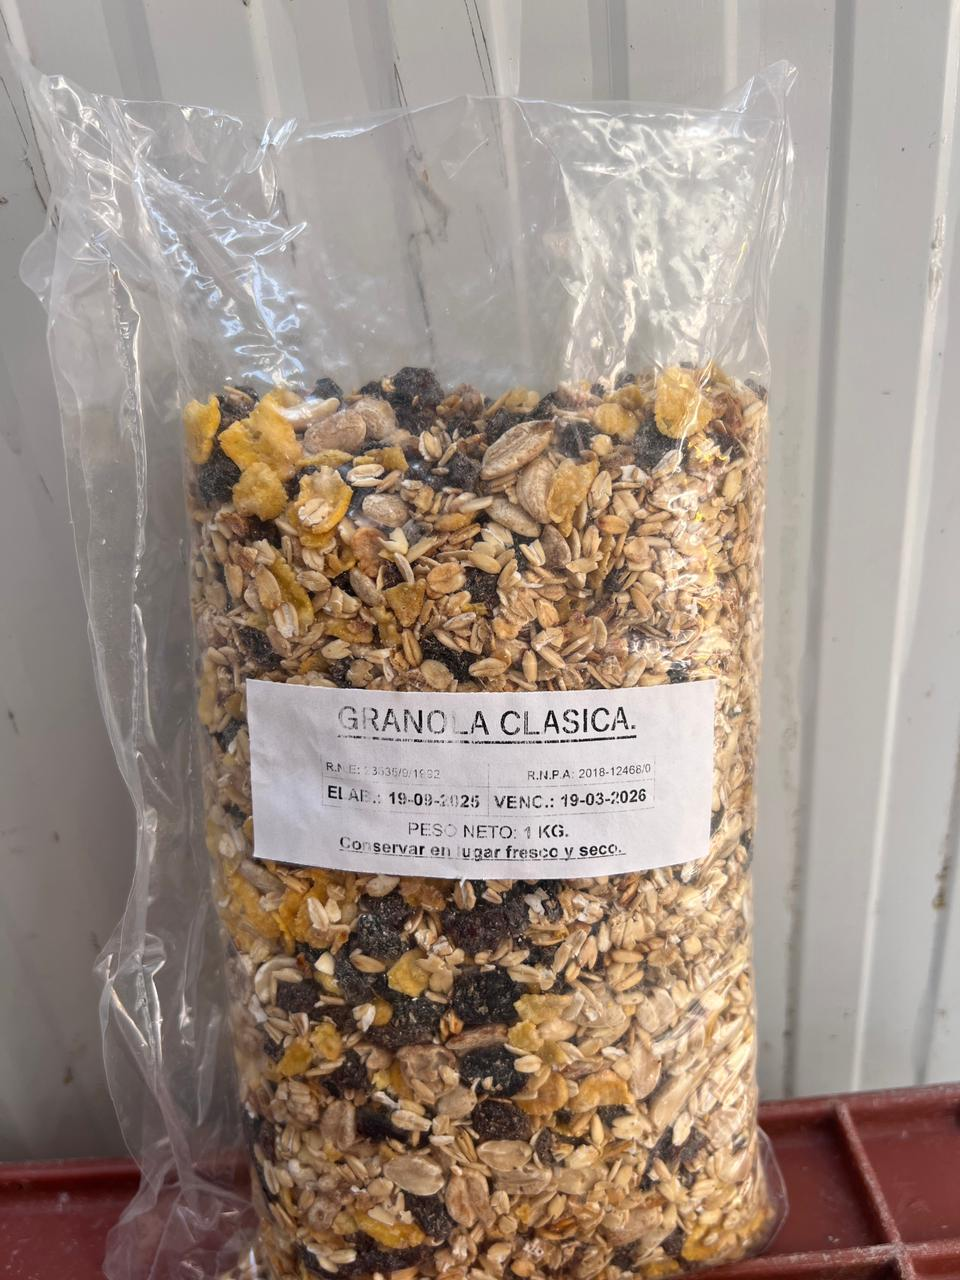 GRANOLA CLASICA.
R.N.E: 23535/9/1992 R.N.P.A: 2018-12468/0
ELAB.: 19-09-2025 VENC.: 19-03-2026
PESO NETO: 1 KG.
Conservar en lugar fresco y seco.